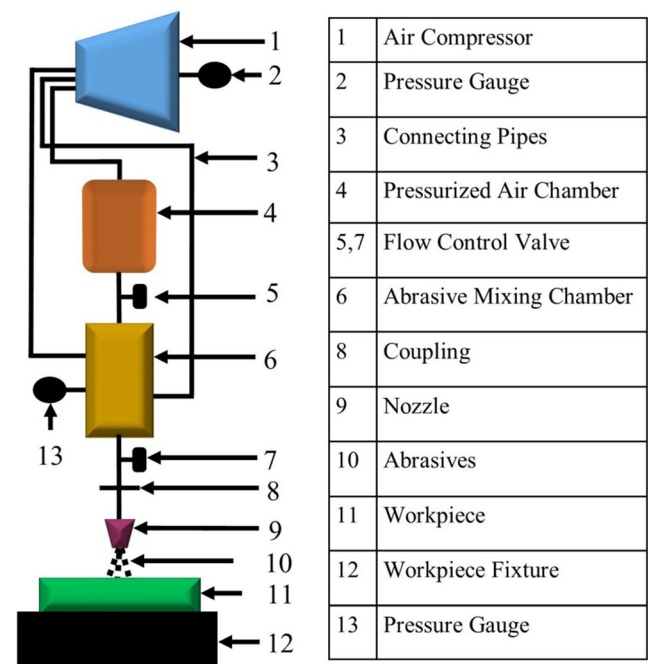 1
2
3
4
5
6
13
7
8
9
10
11
12
1 Air Compressor
2 Pressure Gauge
3 Connecting Pipes
4 Pressurized Air Chamber
5,7 Flow Control Valve
6 Abrasive Mixing Chamber
8 Coupling
9 Nozzle
10 Abrasives
11 Workpiece
12 Workpiece Fixture
13 Pressure Gauge